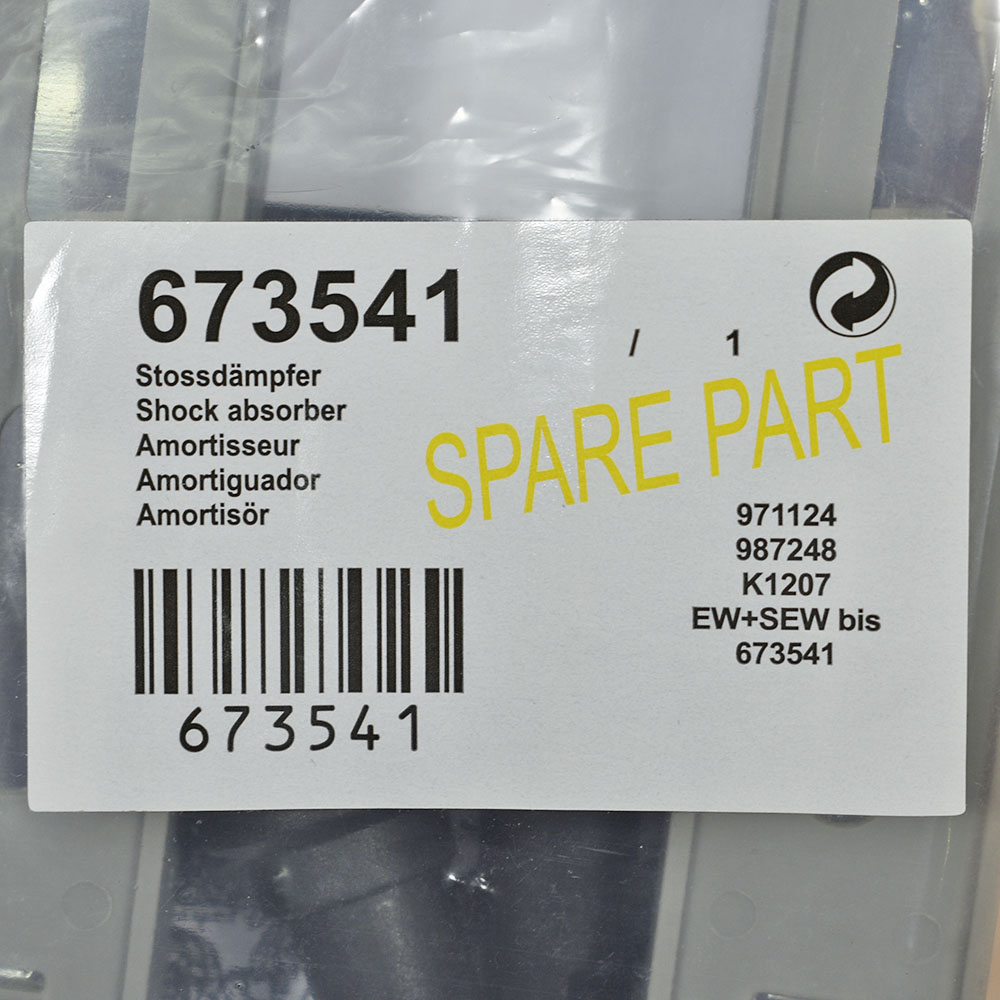 673541
/ 1
Stossdämpfer
Shock absorber
Amortisseur
Amortiguador
Amortisör
SPARE PART
971124
987248
K1207
EW+SEW bis
673541
673541